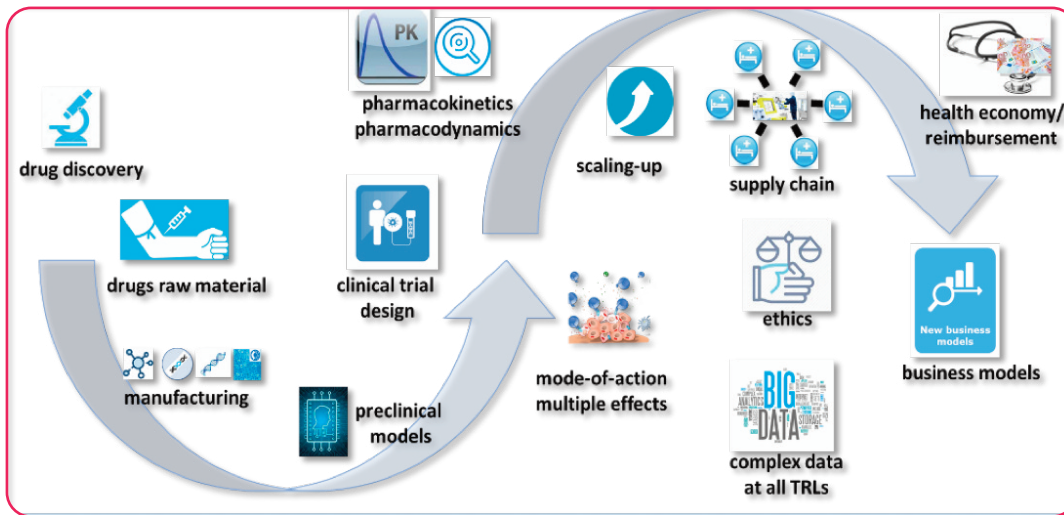 PK
pharmacokinetics
pharmacodynamics
drug discovery
drugs raw material
manufacturing
clinical trial
design
preclinical
models
scaling-up
mode-of-action
multiple effects
supply chain
ethics
BIG
DATA
ANALYTICS
STORAGE
complex data
at all TRLs
health economy/
reimbursement
New business
models
business models